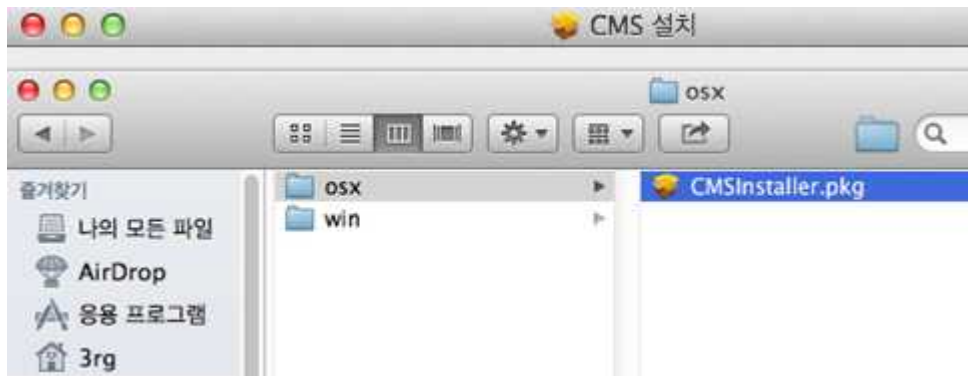 CMS 설치
osx
즐겨찾기
나의 모든 파일
AirDrop
응용 프로그램
3rg
osx
win
CMSInstaller.pkg